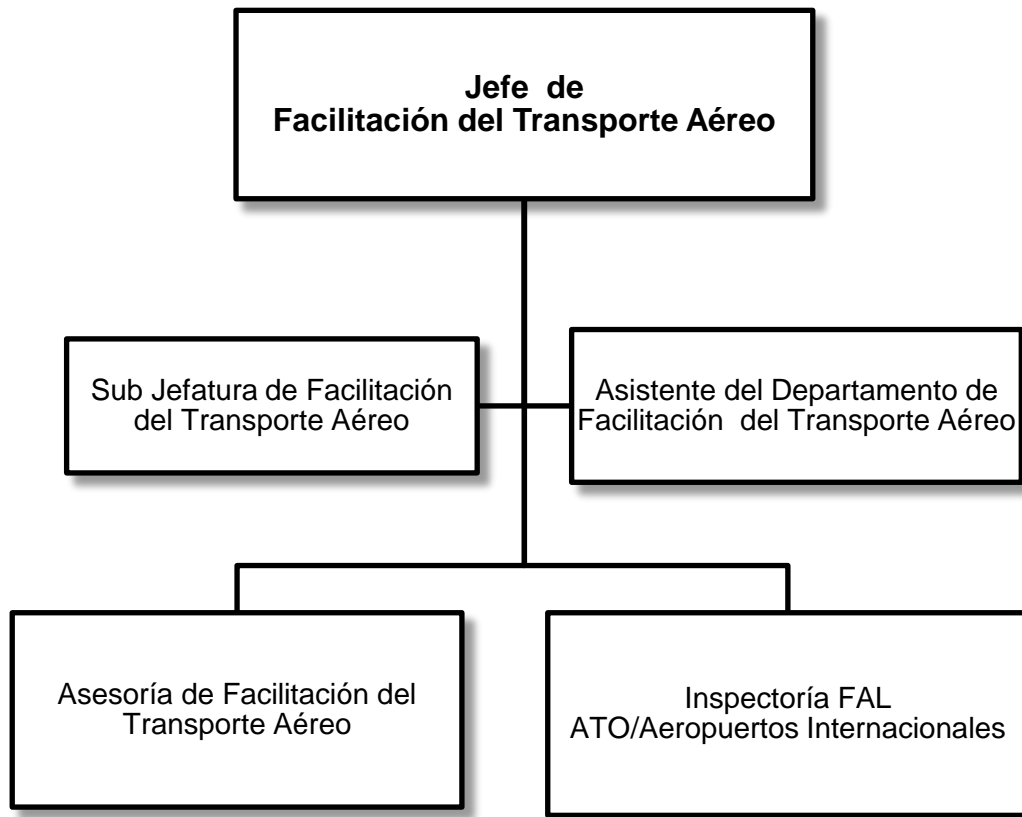 Jefe de
Facilitación del Transporte Aéreo
Sub Jefatura de Facilitación
del Transporte Aéreo
Asistente del Departamento de
Facilitación del Transporte Aéreo
Asesoría de Facilitación del
Transporte Aéreo
Inspectoría FAL
ATO/Aeropuertos Internacionales